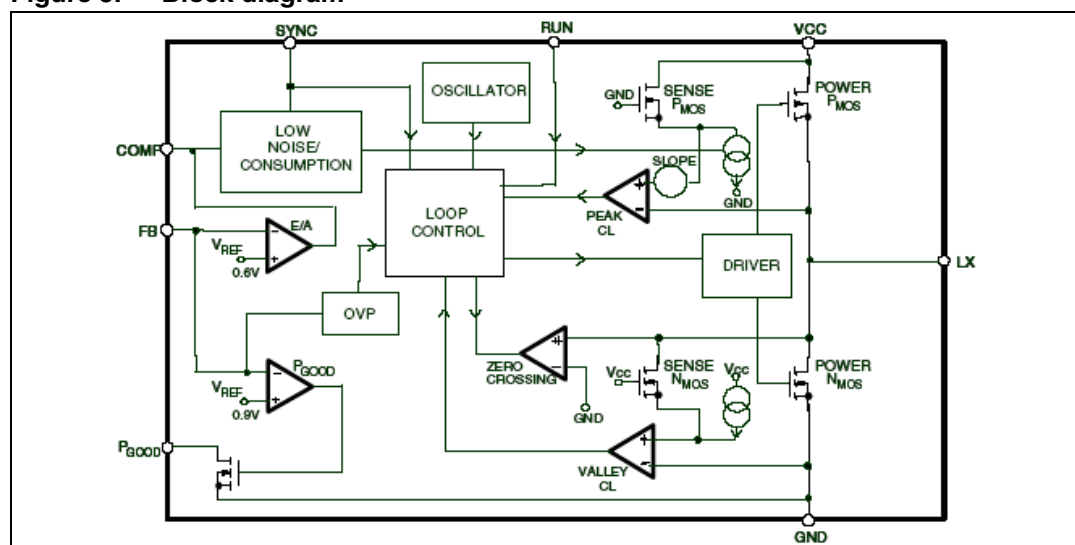 Figure 3. Block diagram
SYNC
RUN
VCC
OSCILLATOR
GND
SENSE
PMOS
POWER
PMOS
LOW
NOISE/
CONSUMPTION
COMP
SLOPE
GND
LOOP
CONTROL
PEAK
CL
E/A
FB
VREF
0.6V
DRIVER
LX
OVP
PGOOD
VREF
0.9V
ZERO
CROSSING
GND
VCC
SENSE
NMOS
VCC
POWER
NMOS
PGOOD
VALLEY
CL
GND